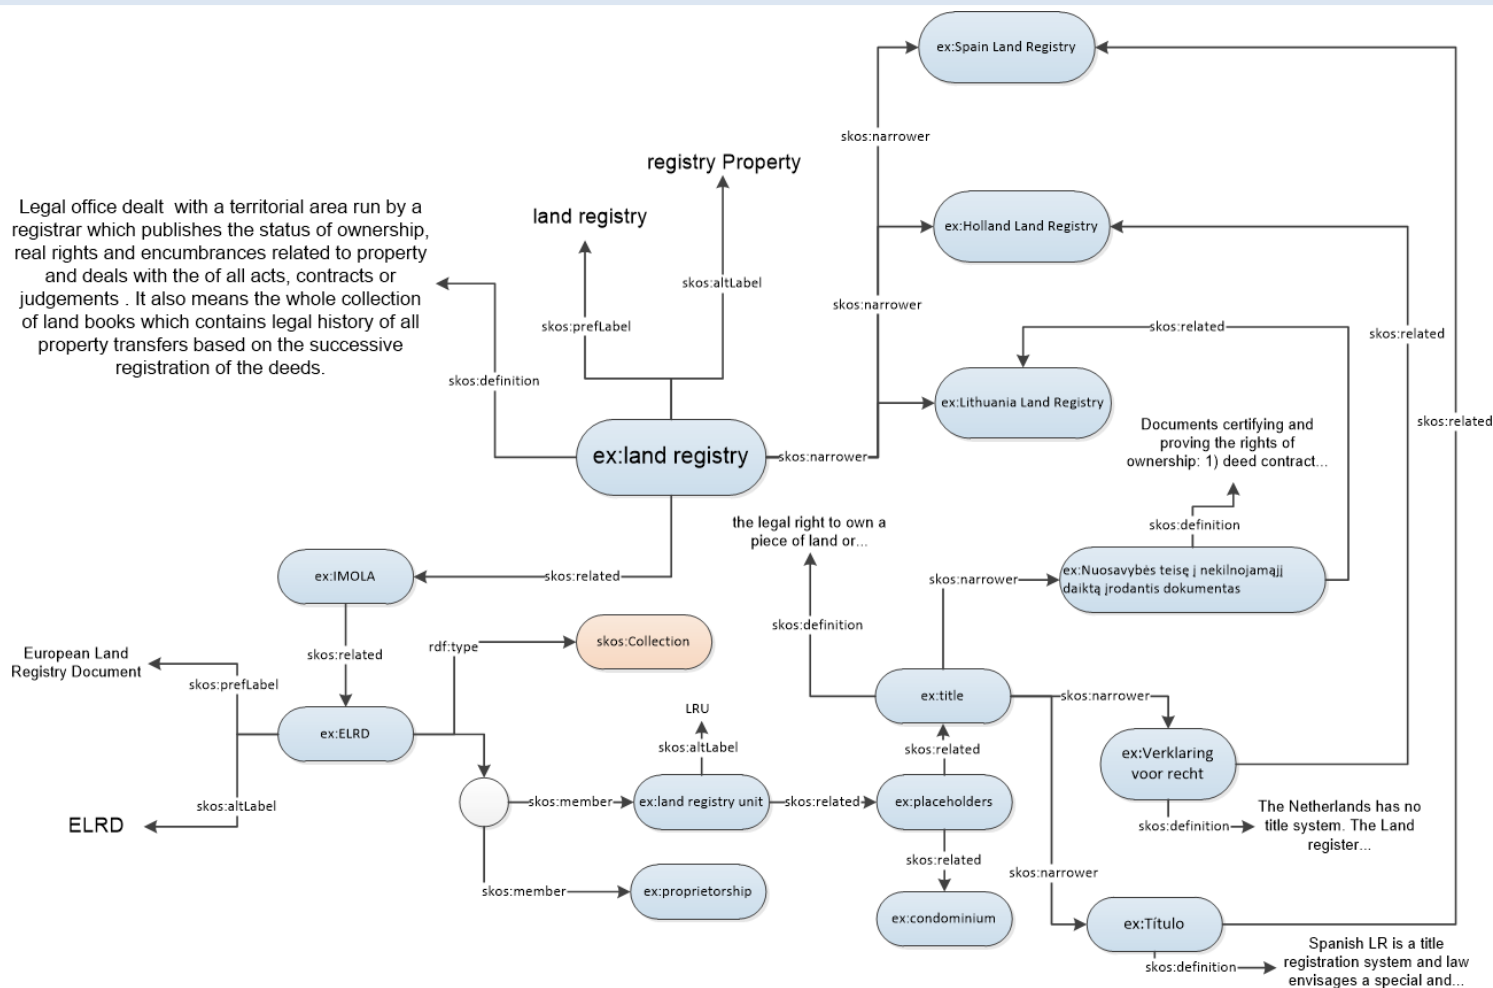 ex:Spain Land Registry
skos:narrower
registry Property
land registry
Legal office dealt with a territorial area run by a
registrar which publishes the status of ownership,
real rights and encumbrances related to property
and deals with the of all acts, contracts or
judgements . It also means the whole collection
of land books which contains legal history of all
property transfers based on the successive
registration of the deeds.
ex:Holland Land Registry
skos:altLabel
skos:narrower
skos:prefLabel
skos:related
skos:related
skos:definition
ex:Lithuania Land Registry
skos:related
Documents certifying and
proving the rights of
ownership: 1) deed contract...
ex:land registry
skos:narrower
the legal right to own a
piece of land or...
skos:definition
ex:IMOLA
skos:related
skos:narrower
ex:Nuosavybės teisę į nekilnojamąjį
daiktą įrodantis dokumentas
skos:definition
rdf:type
skos:Collection
European Land
Registry Document
skos:related
skos:prefLabel
ex:title
skos:narrower
LRU
ex:ELRD
skos:altLabel
skos:related
ex:Verklaring
voor recht
skos:altLabel
skos:member
ex:land registry unit
skos:related
ex:placeholders
ELRD
skos:definition
The Netherlands has no
title system. The Land
register...
skos:related
skos:narrower
skos:member
ex:proprietorship
ex:condominium
ex:Título
skos:definition
Spanish LR is a title
registration system and law
envisages a special and...